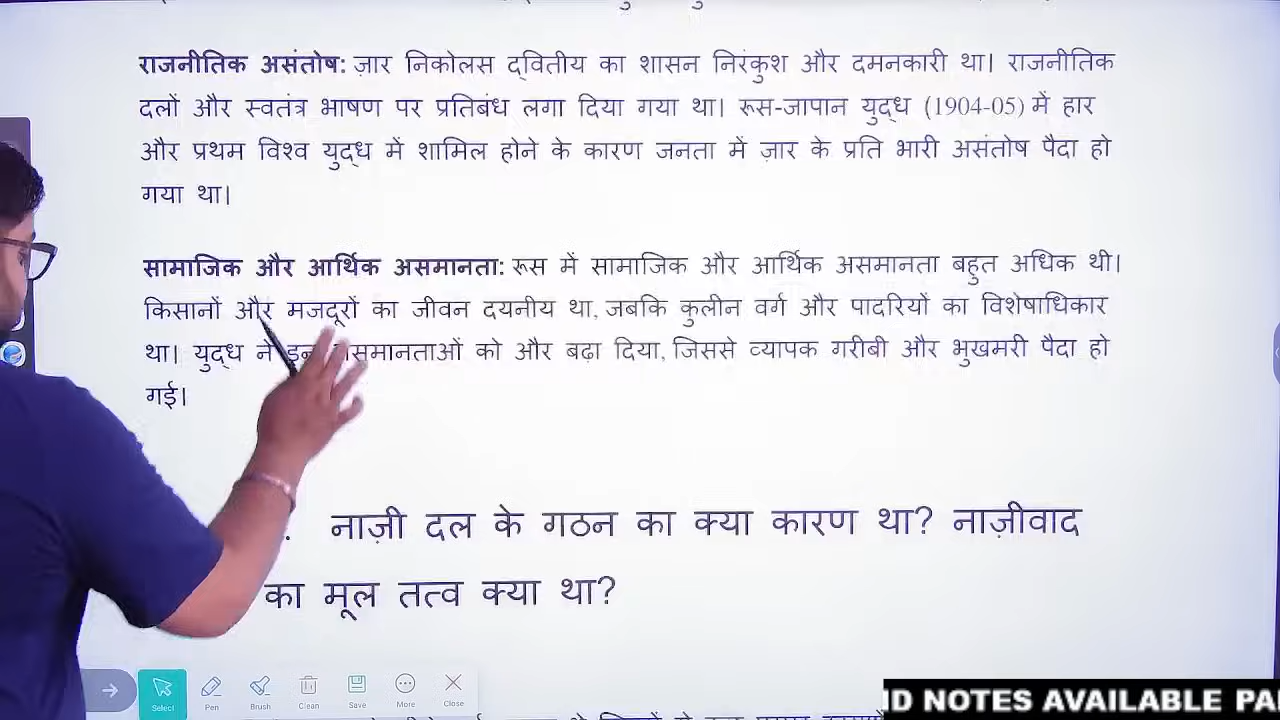 राजनीतिक असंतोष: ज़ार निकोलस द्वितीय का शासन निरंकुश और दमनकारी था। राजनीतिक
दलों और स्वतंत्र भाषण पर प्रतिबंध लगा दिया गया था। रूस-जापान युद्ध (1904-05) में हार
और प्रथम विश्व युद्ध में शामिल होने के कारण जनता में ज़ार के प्रति भारी असंतोष पैदा हो
गया था।
सामाजिक और आर्थिक असमानता: रूस में सामाजिक और आर्थिक असमानता बहुत अधिक थी।
किसानों और मजदूरों का जीवन दयनीय था, जबकि कुलीन वर्ग और पादरियों का विशेषाधिकार
था। युद्ध ने समानताओं को और बढ़ा दिया, जिससे व्यापक गरीबी और भुखमरी पैदा हो
गई।
नाज़ी दल के गठन का क्या कारण था? नाज़ीवाद
का मूल तत्व क्या था?
Select Pen Brush Clean Save More Close
D NOTES AVAILABLE PA